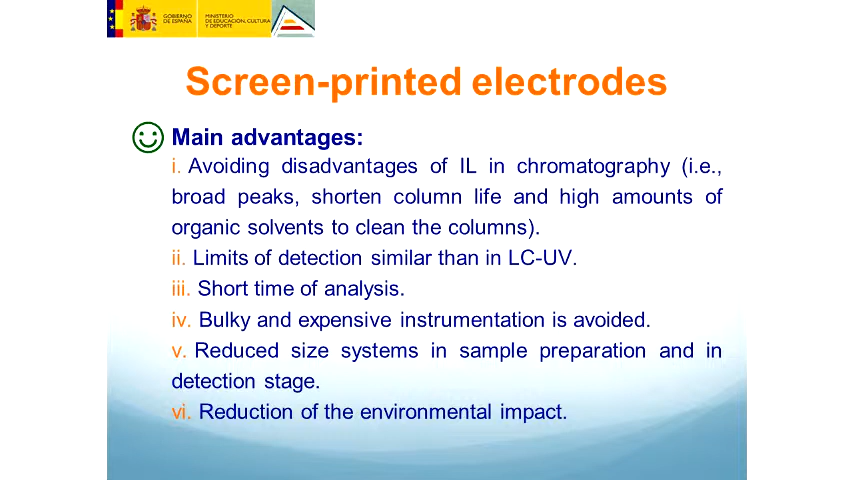 GOBIERNO
DE ESPAÑA
MINISTERIO
DE EDUCACIÓN, CULTURA
Y DEPORTE
Screen-printed electrodes
Main advantages:
i. Avoiding disadvantages of IL in chromatography (i.e.,
broad peaks, shorten column life and high amounts of
organic solvents to clean the columns).
ii. Limits of detection similar than in LC-UV.
iii. Short time of analysis.
iv. Bulky and expensive instrumentation is avoided.
v. Reduced size systems in sample preparation and in
detection stage.
vi. Reduction of the environmental impact.